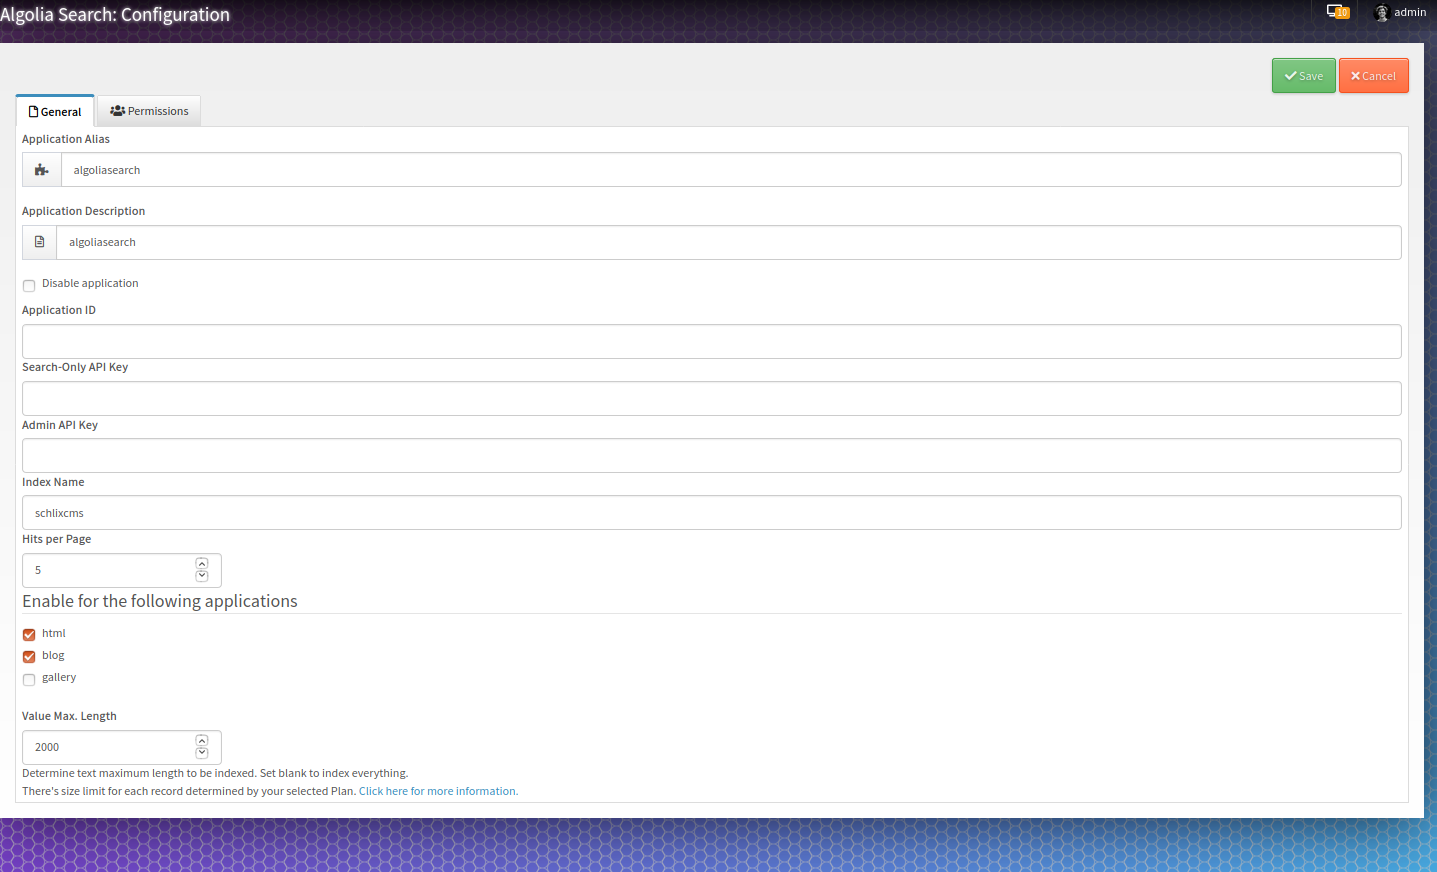 Algolia Search: Configuration
10
admin
Save
Cancel
General
Permissions
Application Alias
algoliasearch
Application Description
algoliasearch
Disable application
Application ID
Search-Only API Key
Admin API Key
Index Name
schlixcms
Hits per Page
5
Enable for the following applications
html
blog
gallery
Value Max. Length
2000
Determine text maximum length to be indexed. Set blank to index everything.
There's size limit for each record determined by your selected Plan. Click here for more information.